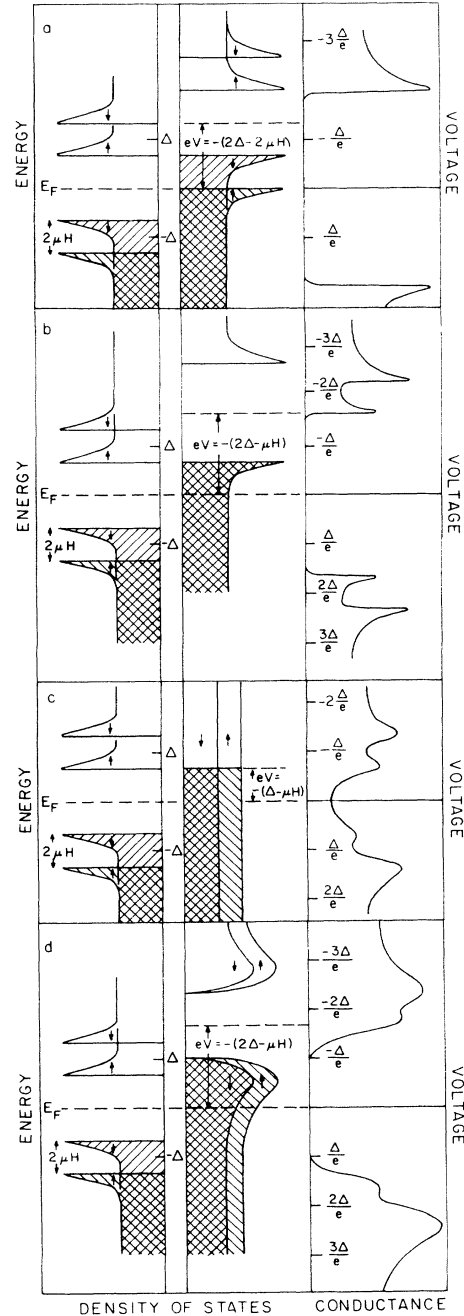 a
ENERGY
E_F
2μH
Δ
-Δ
eV=-(2Δ-2μH)
-3 Δ/e
-Δ/e
Δ/e
VOLTAGE
b
ENERGY
E_F
2μH
Δ
-Δ
eV=-(2Δ-μH)
-3Δ/e
-2Δ/e
-Δ/e
Δ/e
2Δ/e
3Δ/e
VOLTAGE
c
ENERGY
E_F
2μH
Δ
-Δ
eV=
-(Δ-μH)
-2 Δ/e
-Δ/e
Δ/e
2Δ/e
VOLTAGE
d
ENERGY
E_F
2μH
Δ
-Δ
eV=-(2Δ-μH)
-3Δ/e
-2Δ/e
-Δ/e
Δ/e
2Δ/e
3Δ/e
VOLTAGE
DENSITY OF STATES
CONDUCTANCE